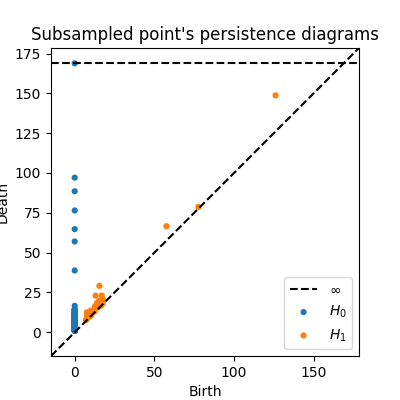 Subsampled point's persistence diagrams
175
150
125
100
75
50
25
0
Death
0 50 100 150
Birth
∞
H₀
H₁